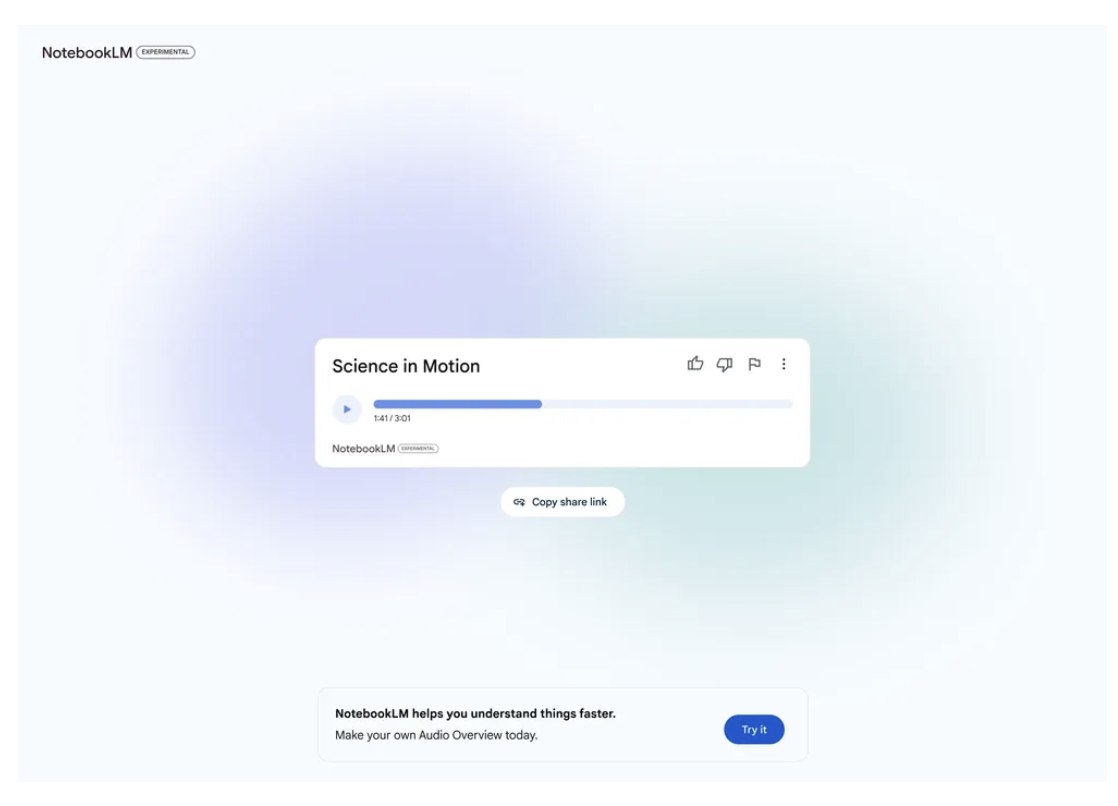 NotebookLM EXPERIMENTAL
Science in Motion
1:41 / 3:01
NotebookLM EXPERIMENTAL
Copy share link
NotebookLM helps you understand things faster.
Make your own Audio Overview today.
Try it